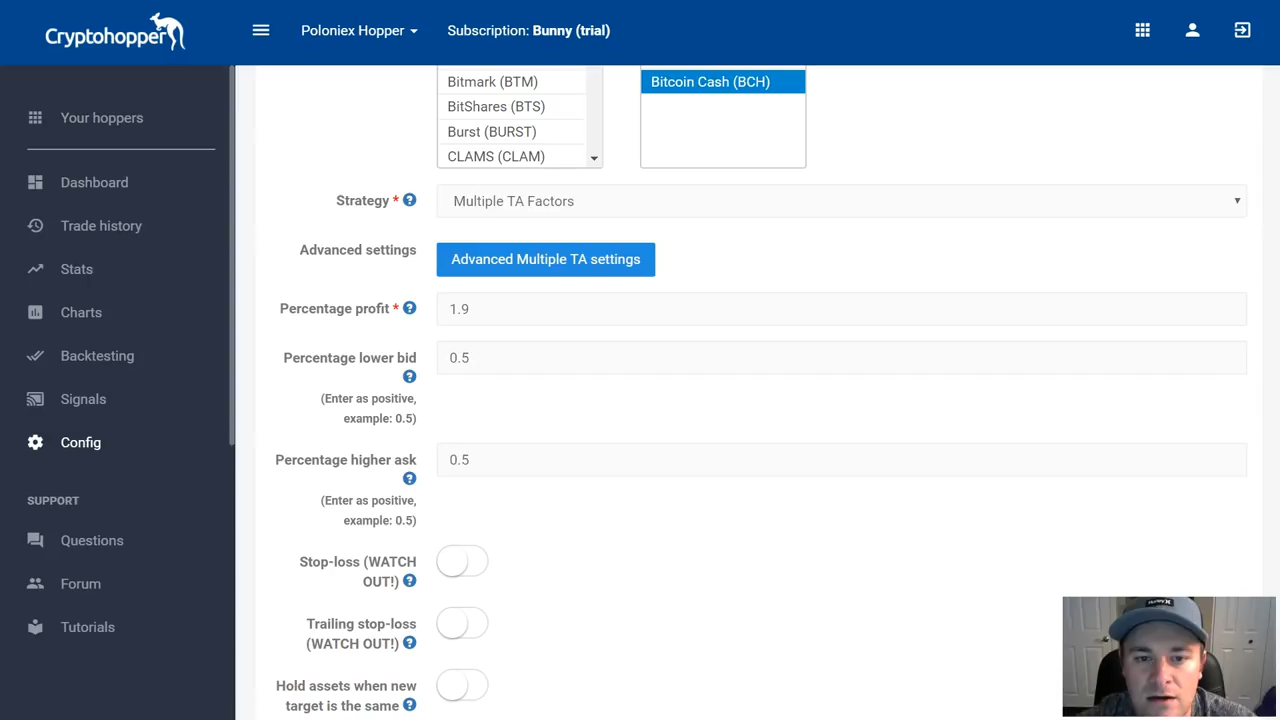 Cryptohopper
Poloniex Hopper
Subscription: Bunny (trial)
Your hoppers
Dashboard
Trade history
Stats
Charts
Backtesting
Signals
Config
SUPPORT
Questions
Forum
Tutorials
Bitmark (BTM)
BitShares (BTS)
Burst (BURST)
CLAMS (CLAM)
Bitcoin Cash (BCH)
Strategy * ?
Multiple TA Factors
Advanced settings
Advanced Multiple TA settings
Percentage profit * ?
1.9
Percentage lower bid
?
(Enter as positive,
example: 0.5)
0.5
Percentage higher ask
?
(Enter as positive,
example: 0.5)
0.5
Stop-loss (WATCH
OUT!) ?
Trailing stop-loss
(WATCH OUT!) ?
Hold assets when new
target is the same ?